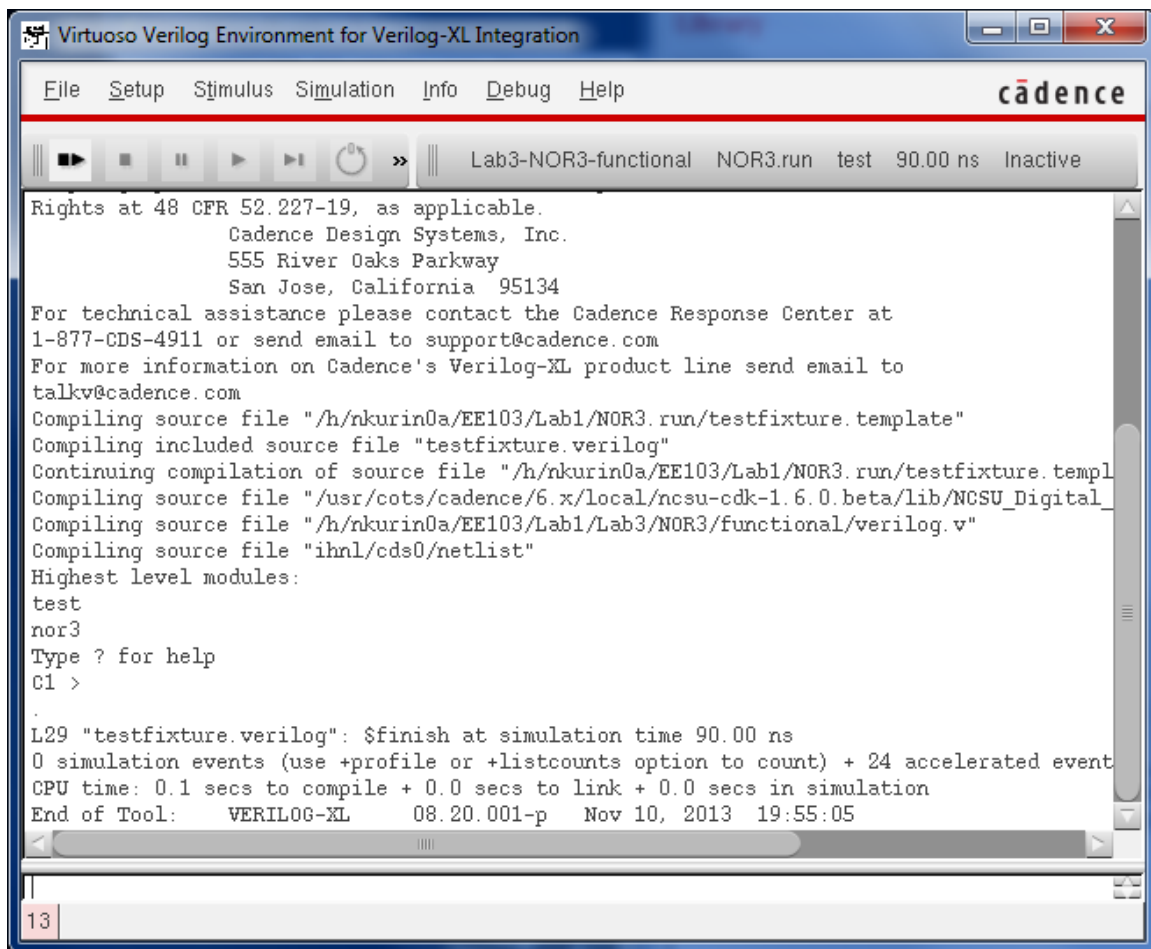 Virtuoso Verilog Environment for Verilog-XL Integration
File Setup Stimulus Simulation Info Debug Help cādence
Lab3-NOR3-functional NOR3.run test 90.00 ns Inactive
Rights at 48 CFR 52.227-19, as applicable.
Cadence Design Systems, Inc.
555 River Oaks Parkway
San Jose, California 95134
For technical assistance please contact the Cadence Response Center at
1-877-CDS-4911 or send email to support@cadence.com
For more information on Cadence's Verilog-XL product line send email to
talkv@cadence.com
Compiling source file "/h/nkurin0a/EE103/Lab1/NOR3.run/testfixture.template"
Compiling included source file "testfixture.verilog"
Continuing compilation of source file "/h/nkurin0a/EE103/Lab1/NOR3.run/testfixture.templ
Compiling source file "/usr/cots/cadence/6.x/local/ncsu-cdk-1.6.0.beta/lib/NCSU_Digital_
Compiling source file "/h/nkurin0a/EE103/Lab1/Lab3/NOR3/functional/verilog.v"
Compiling source file "ihnl/cds0/netlist"
Highest level modules:
test
nor3
Type ? for help
C1 >
.
L29 "testfixture.verilog": $finish at simulation time 90.00 ns
0 simulation events (use +profile or +listcounts option to count) + 24 accelerated event
CPU time: 0.1 secs to compile + 0.0 secs to link + 0.0 secs in simulation
End of Tool: VERILOG-XL 08.20.001-p Nov 10, 2013 19:55:05
13